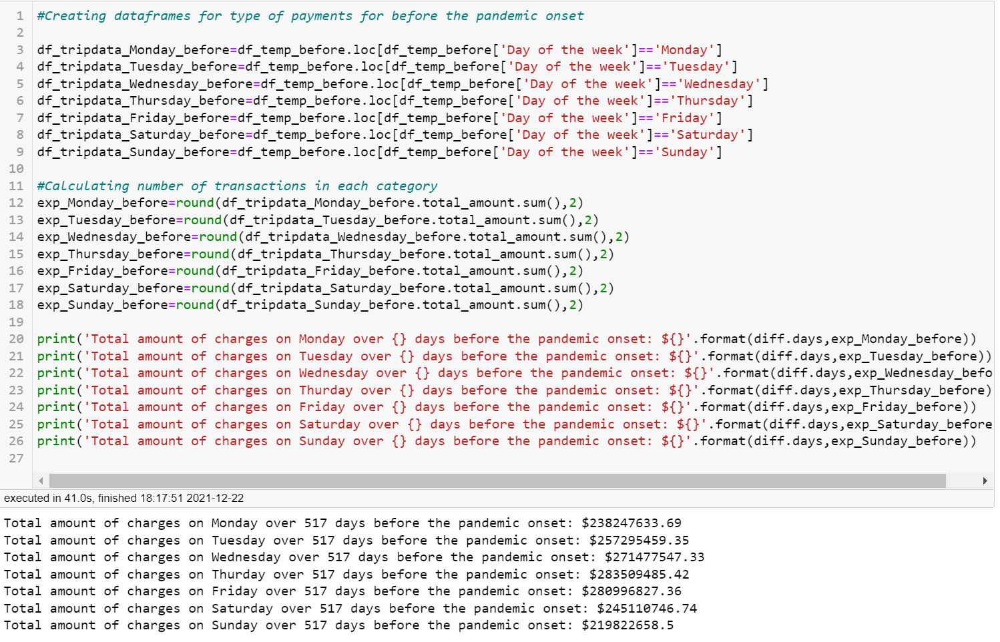 1 #Creating dataframes for type of payments for before the pandemic onset
2
3 df_tripdata_Monday_before=df_temp_before.loc[df_temp_before['Day of the week']=='Monday']
4 df_tripdata_Tuesday_before=df_temp_before.loc[df_temp_before['Day of the week']=='Tuesday']
5 df_tripdata_Wednesday_before=df_temp_before.loc[df_temp_before['Day of the week']=='Wednesday']
6 df_tripdata_Thursday_before=df_temp_before.loc[df_temp_before['Day of the week']=='Thursday']
7 df_tripdata_Friday_before=df_temp_before.loc[df_temp_before['Day of the week']=='Friday']
8 df_tripdata_Saturday_before=df_temp_before.loc[df_temp_before['Day of the week']=='Saturday']
9 df_tripdata_Sunday_before=df_temp_before.loc[df_temp_before['Day of the week']=='Sunday']
10
11 #Calculating number of transactions in each category
12 exp_Monday_before=round(df_tripdata_Monday_before.total_amount.sum(),2)
13 exp_Tuesday_before=round(df_tripdata_Tuesday_before.total_amount.sum(),2)
14 exp_Wednesday_before=round(df_tripdata_Wednesday_before.total_amount.sum(),2)
15 exp_Thursday_before=round(df_tripdata_Thursday_before.total_amount.sum(),2)
16 exp_Friday_before=round(df_tripdata_Friday_before.total_amount.sum(),2)
17 exp_Saturday_before=round(df_tripdata_Saturday_before.total_amount.sum(),2)
18 exp_Sunday_before=round(df_tripdata_Sunday_before.total_amount.sum(),2)
19
20 print('Total amount of charges on Monday over {} days before the pandemic onset: ${}'.format(diff.days,exp_Monday_before))
21 print('Total amount of charges on Tuesday over {} days before the pandemic onset: ${}'.format(diff.days,exp_Tuesday_before))
22 print('Total amount of charges on Wednesday over {} days before the pandemic onset: ${}'.format(diff.days,exp_Wednesday_befo
23 print('Total amount of charges on Thurday over {} days before the pandemic onset: ${}'.format(diff.days,exp_Thursday_before)
24 print('Total amount of charges on Friday over {} days before the pandemic onset: ${}'.format(diff.days,exp_Friday_before))
25 print('Total amount of charges on Saturday over {} days before the pandemic onset: ${}'.format(diff.days,exp_Saturday_before
26 print('Total amount of charges on Sunday over {} days before the pandemic onset: ${}'.format(diff.days,exp_Sunday_before))
27
executed in 41.0s, finished 18:17:51 2021-12-22
Total amount of charges on Monday over 517 days before the pandemic onset: $238247633.69
Total amount of charges on Tuesday over 517 days before the pandemic onset: $257295459.35
Total amount of charges on Wednesday over 517 days before the pandemic onset: $271477547.33
Total amount of charges on Thurday over 517 days before the pandemic onset: $283509485.42
Total amount of charges on Friday over 517 days before the pandemic onset: $280996827.36
Total amount of charges on Saturday over 517 days before the pandemic onset: $245110746.74
Total amount of charges on Sunday over 517 days before the pandemic onset: $219822658.5